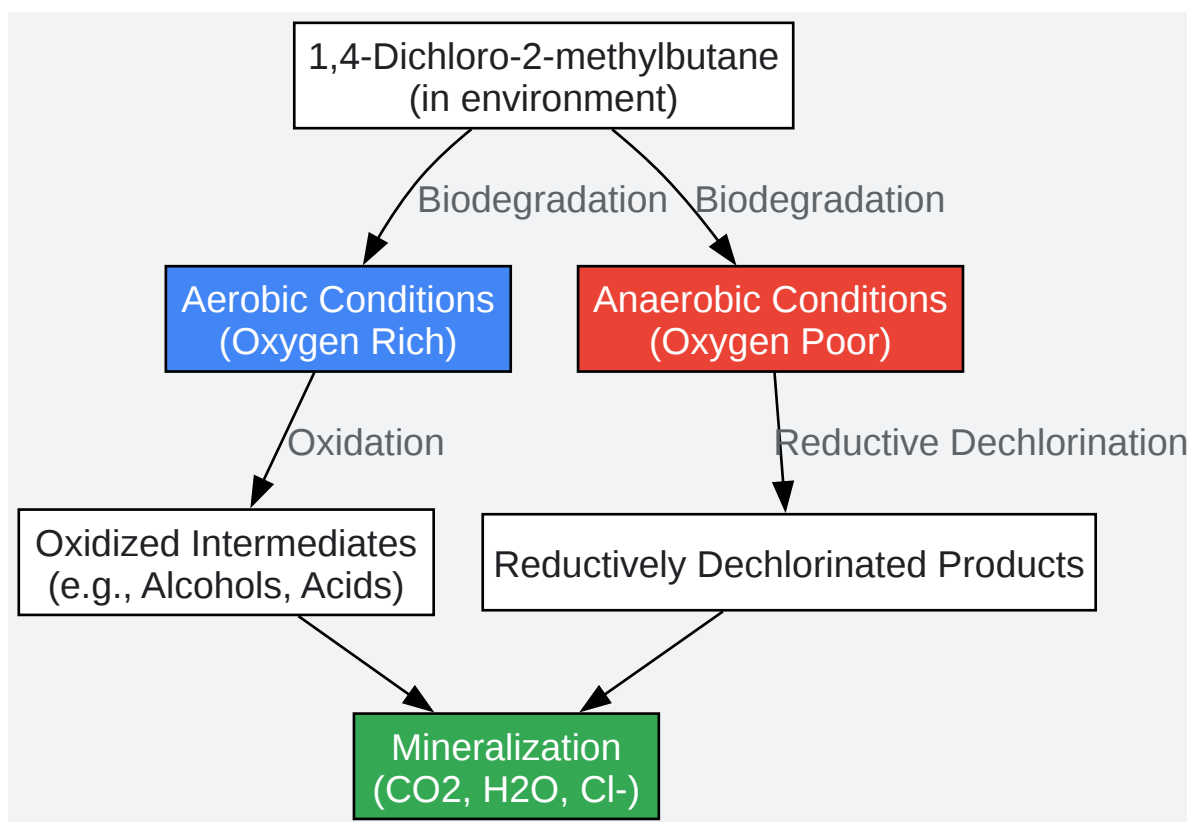 1,4-Dichloro-2-methylbutane
(in environment)
Biodegradation
Biodegradation
Aerobic Conditions
(Oxygen Rich)
Anaerobic Conditions
(Oxygen Poor)
Oxidation
Reductive Dechlorination
Oxidized Intermediates
(e.g., Alcohols, Acids)
Reductively Dechlorinated Products
Mineralization
(CO2, H2O, Cl-)